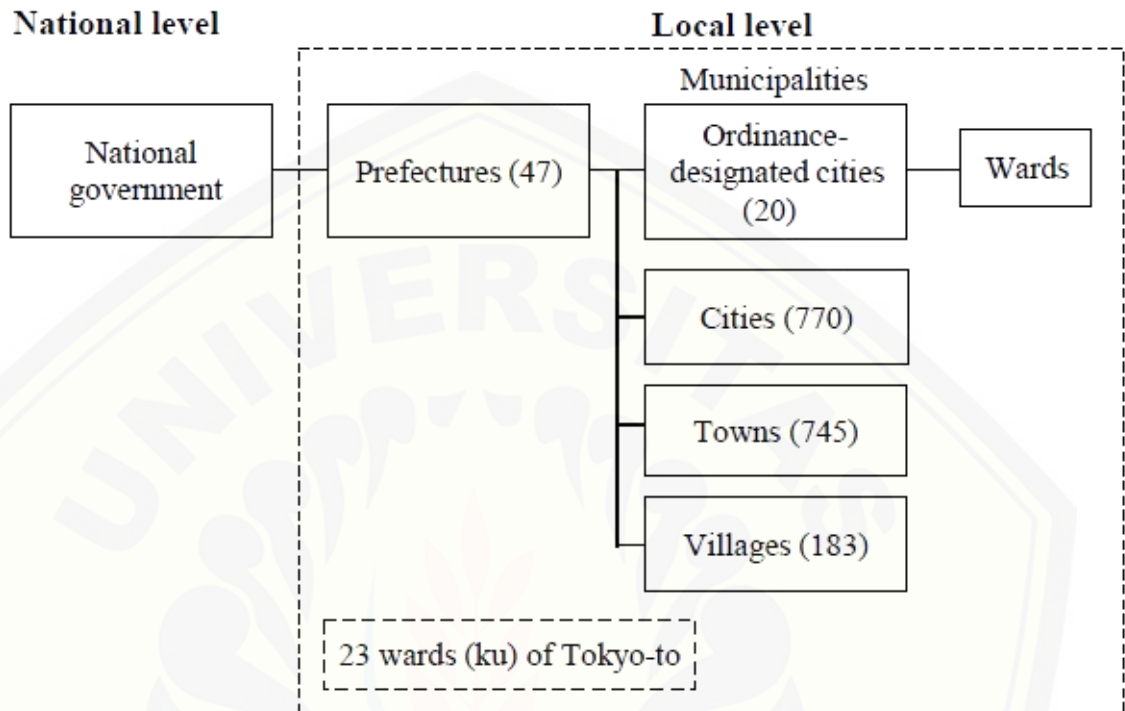 National level
Local level
Municipalities
National
government
Prefectures (47)
Ordinance-
designated cities
(20)
Wards
Cities (770)
Towns (745)
Villages (183)
23 wards (ku) of Tokyo-to
UNIVERSITAS